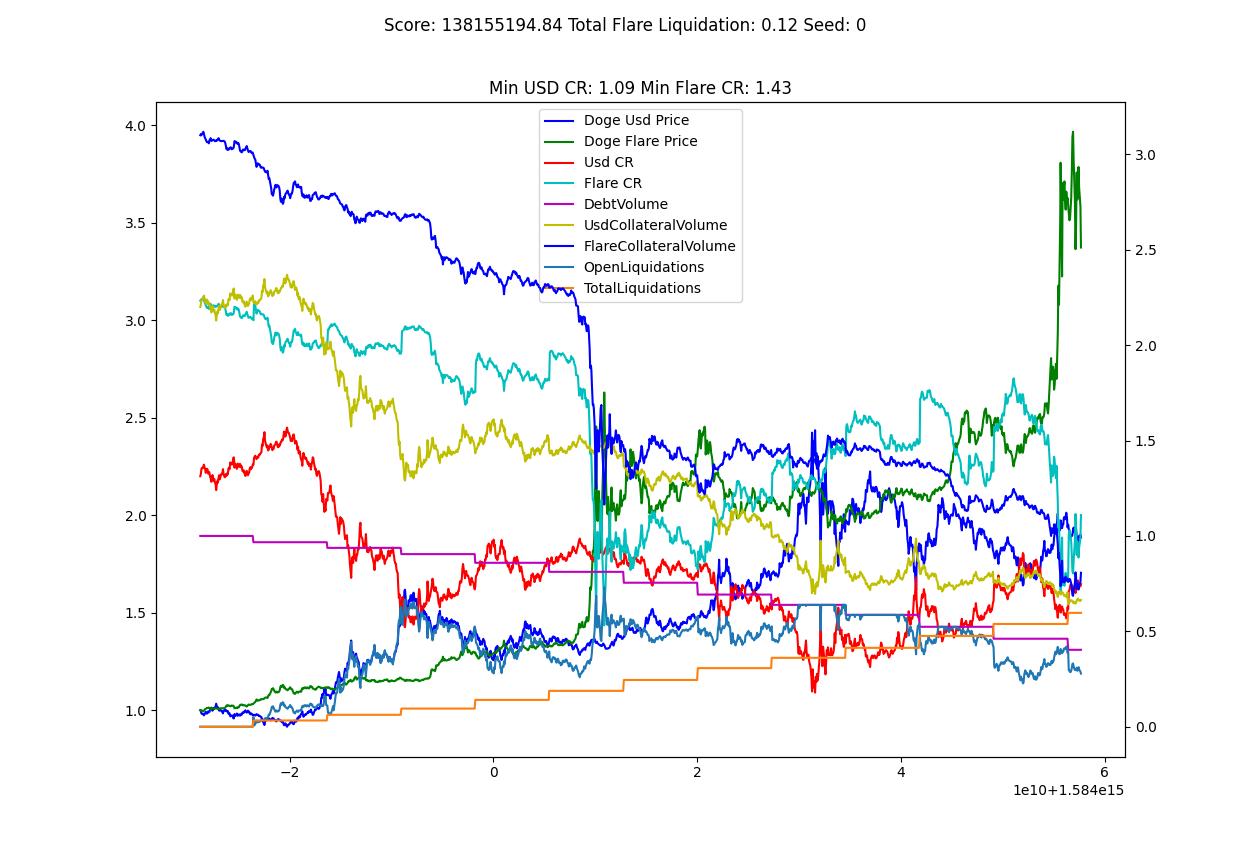 Score: 138155194.84 Total Flare Liquidation: 0.12 Seed: 0
Min USD CR: 1.09 Min Flare CR: 1.43
Doge Usd Price
Doge Flare Price
Usd CR
Flare CR
DebtVolume
UsdCollateralVolume
FlareCollateralVolume
OpenLiquidations
TotalLiquidations
4.0
3.5
3.0
2.5
2.0
1.5
1.0
3.0
2.5
2.0
1.5
1.0
0.5
0.0
−2
0
2
4
6
1e10+1.584e15